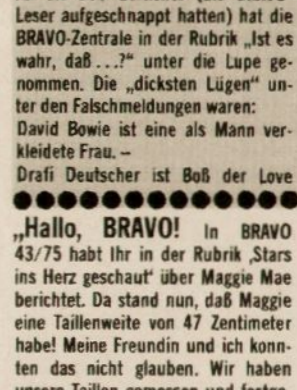 Leser aufgeschnappt hatten) hat die
BRAVO-Zentrale in der Rubrik „Ist es
wahr, daß...?" unter die Lupe ge-
nommen. Die „dicksten Lügen" un-
ter den Falschmeldungen waren:
David Bowie ist eine als Mann ver-
kleidete Frau. –
Drafi Deutscher ist Boß der Love
„Hallo, BRAVO! In BRAVO
43/75 habt Ihr in der Rubrik ‚Stars
ins Herz geschaut' über Maggie Mae
berichtet. Da stand nun, daß Maggie
eine Taillenweite von 47 Zentimeter
habe! Meine Freundin und ich konn-
ten das nicht glauben. Wir haben
unsere Taillen gemessen und